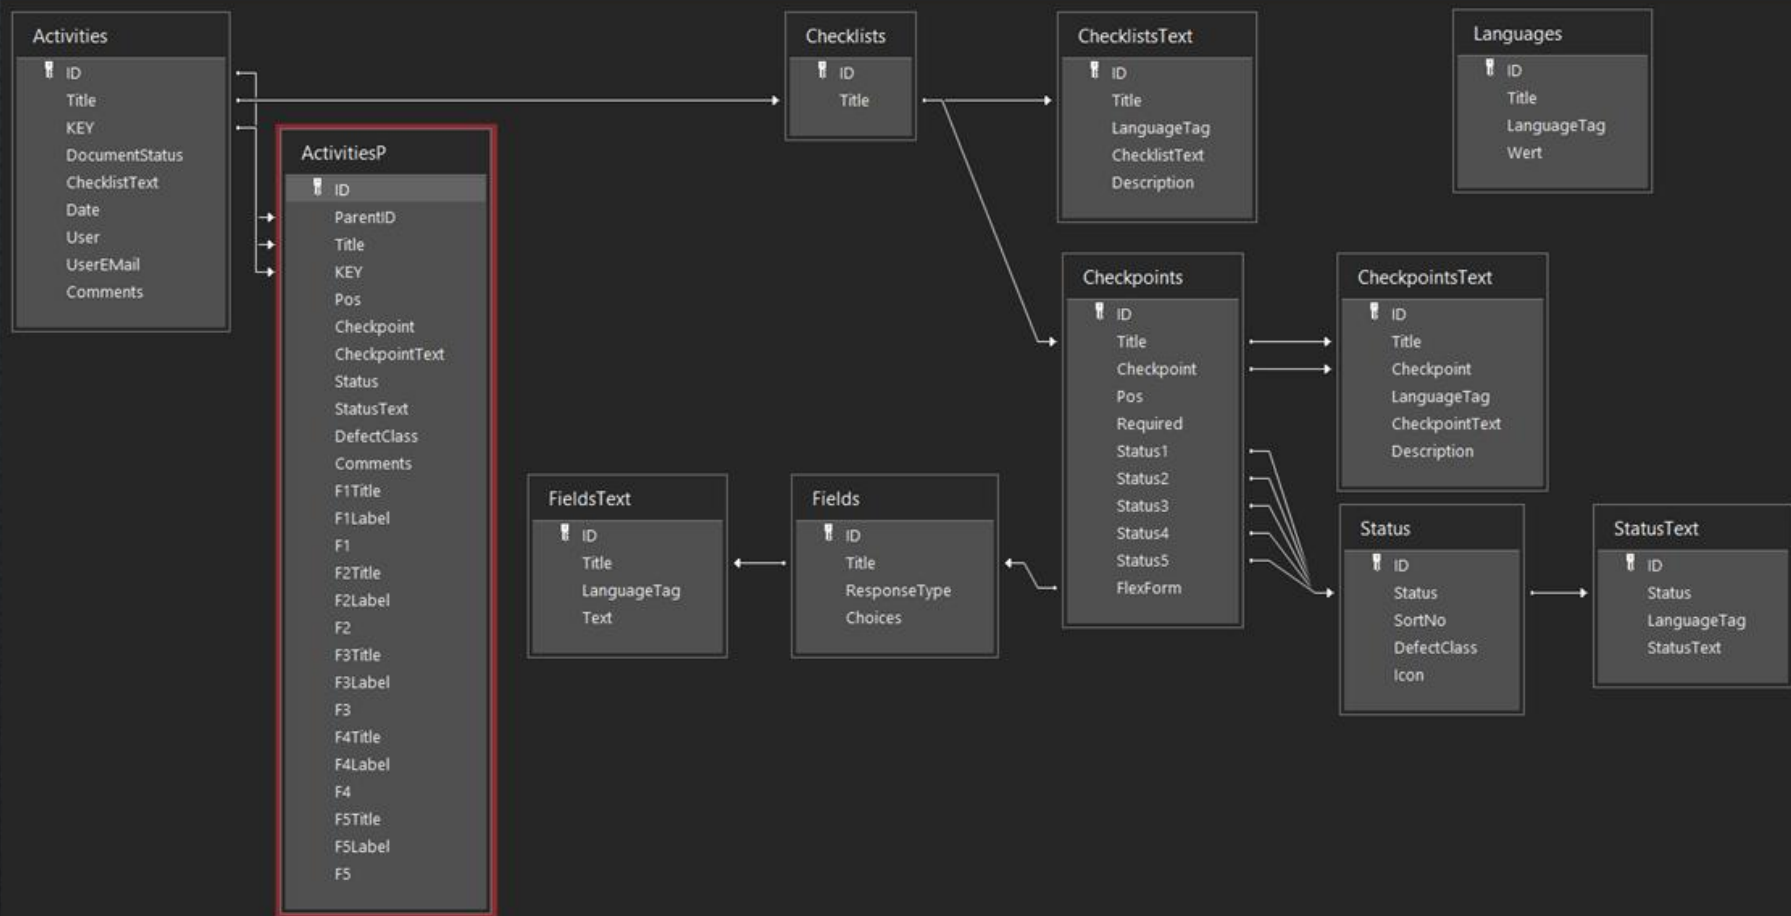 Activities
ID
Title
KEY
DocumentStatus
ChecklistText
Date
User
UserEMail
Comments
ActivitiesP
ID
ParentID
Title
KEY
Pos
Checkpoint
CheckpointText
Status
StatusText
DefectClass
Comments
F1Title
F1Label
F1
F2Title
F2Label
F2
F3Title
F3Label
F3
F4Title
F4Label
F4
F5Title
F5Label
F5
Checklists
ID
Title
ChecklistsText
ID
Title
LanguageTag
ChecklistText
Description
Languages
ID
Title
LanguageTag
Wert
Checkpoints
ID
Title
Checkpoint
Pos
Required
Status1
Status2
Status3
Status4
Status5
FlexForm
CheckpointsText
ID
Title
Checkpoint
LanguageTag
CheckpointText
Description
FieldsText
ID
Title
LanguageTag
Text
Fields
ID
Title
ResponseType
Choices
Status
ID
Status
SortNo
DefectClass
Icon
StatusText
ID
Status
LanguageTag
StatusText